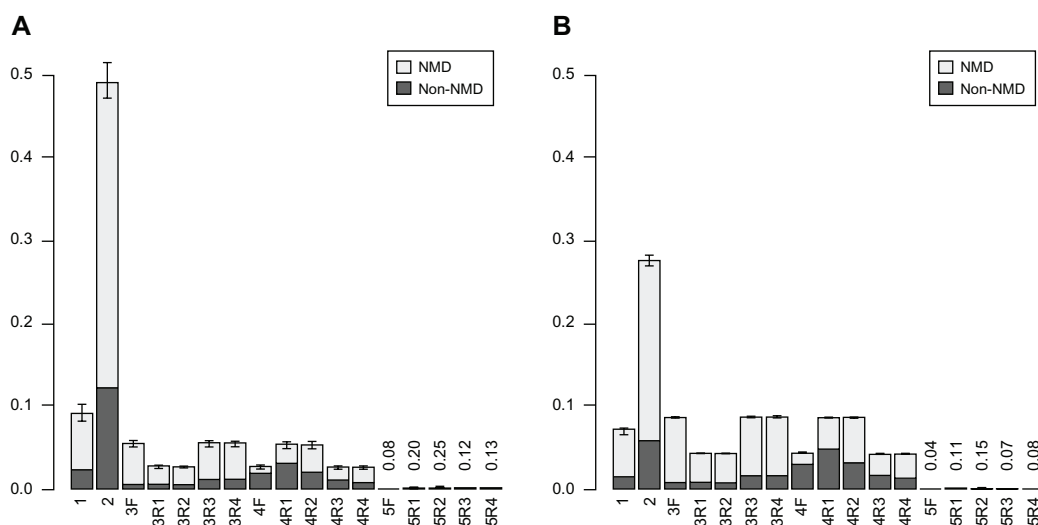 A
NMD
Non-NMD
0.5
0.4
0.3
0.2
0.1
0.0
0.08
0.20
0.25
0.12
0.13
1
2
3F
3R1
3R2
3R3
3R4
4F
4R1
4R2
4R3
4R4
5F
5R1
5R2
5R3
5R4
B
NMD
Non-NMD
0.5
0.4
0.3
0.2
0.1
0.0
0.04
0.11
0.15
0.07
0.08
1
2
3F
3R1
3R2
3R3
3R4
4F
4R1
4R2
4R3
4R4
5F
5R1
5R2
5R3
5R4